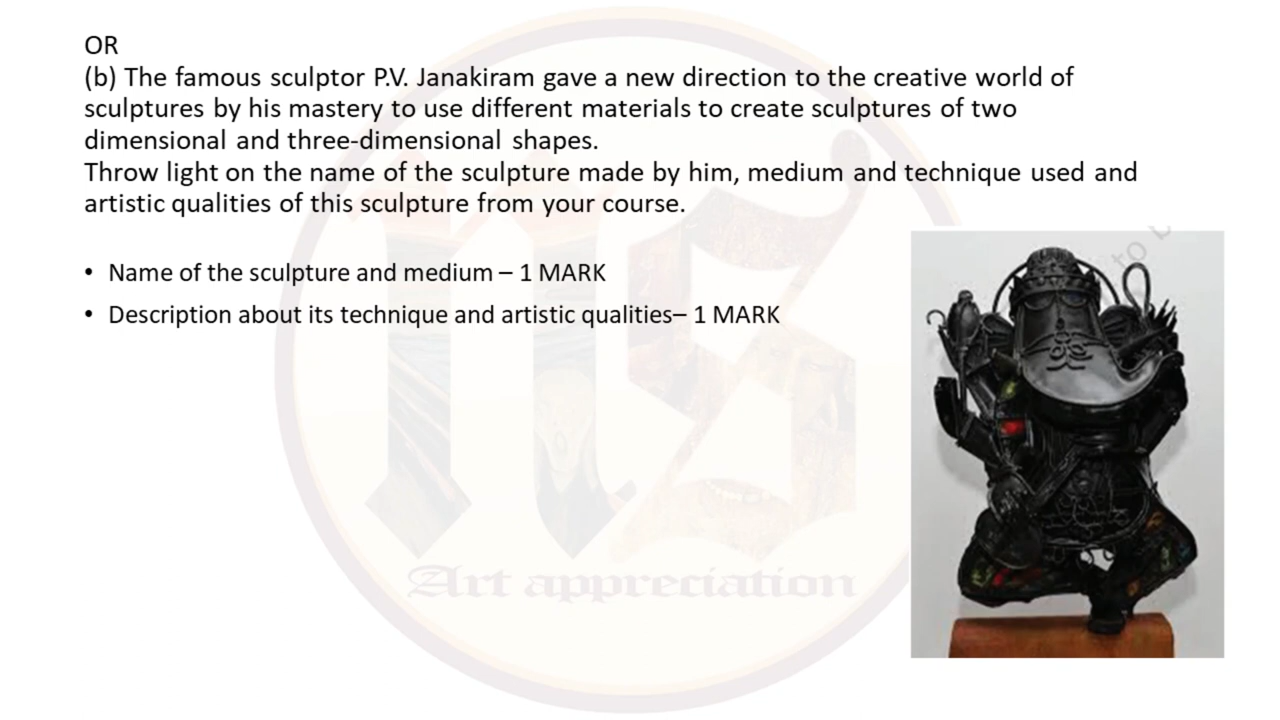 OR
(b) The famous sculptor P.V. Janakiram gave a new direction to the creative world of
sculptures by his mastery to use different materials to create sculptures of two
dimensional and three-dimensional shapes.
Throw light on the name of the sculpture made by him, medium and technique used and
artistic qualities of this sculpture from your course.
• Name of the sculpture and medium – 1 MARK
• Description about its technique and artistic qualities– 1 MARK
to
nS
Art appreciation